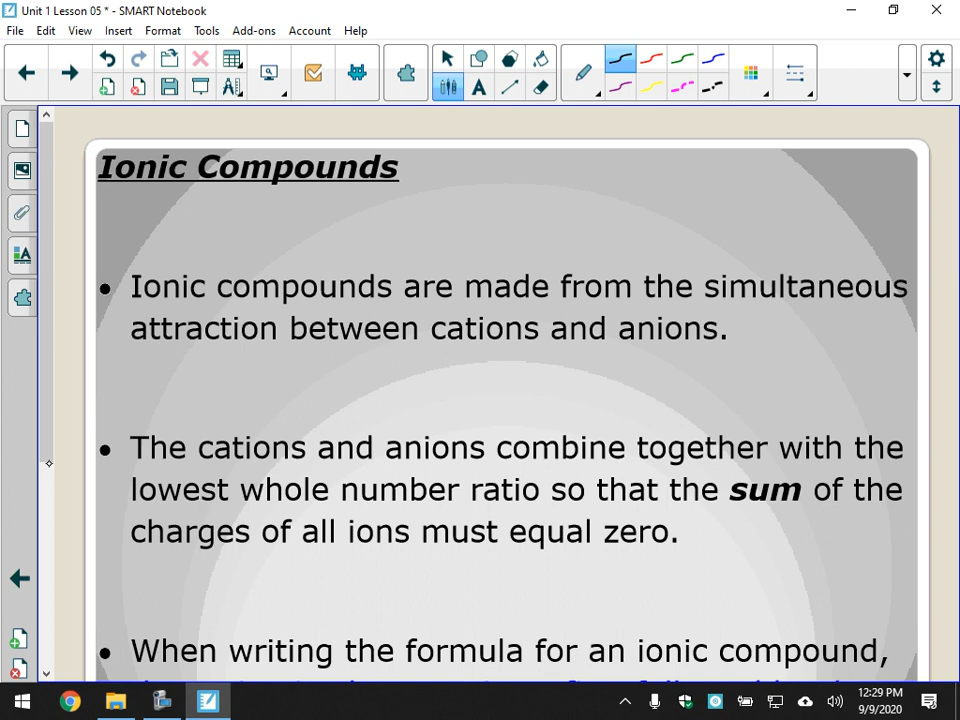 Unit 1 Lesson 05 * - SMART Notebook
File Edit View Insert Format Tools Add-ons Account Help
Ionic Compounds
• Ionic compounds are made from the simultaneous
attraction between cations and anions.
• The cations and anions combine together with the
lowest whole number ratio so that the sum of the
charges of all ions must equal zero.
• When writing the formula for an ionic compound,
12:29 PM
9/9/2020